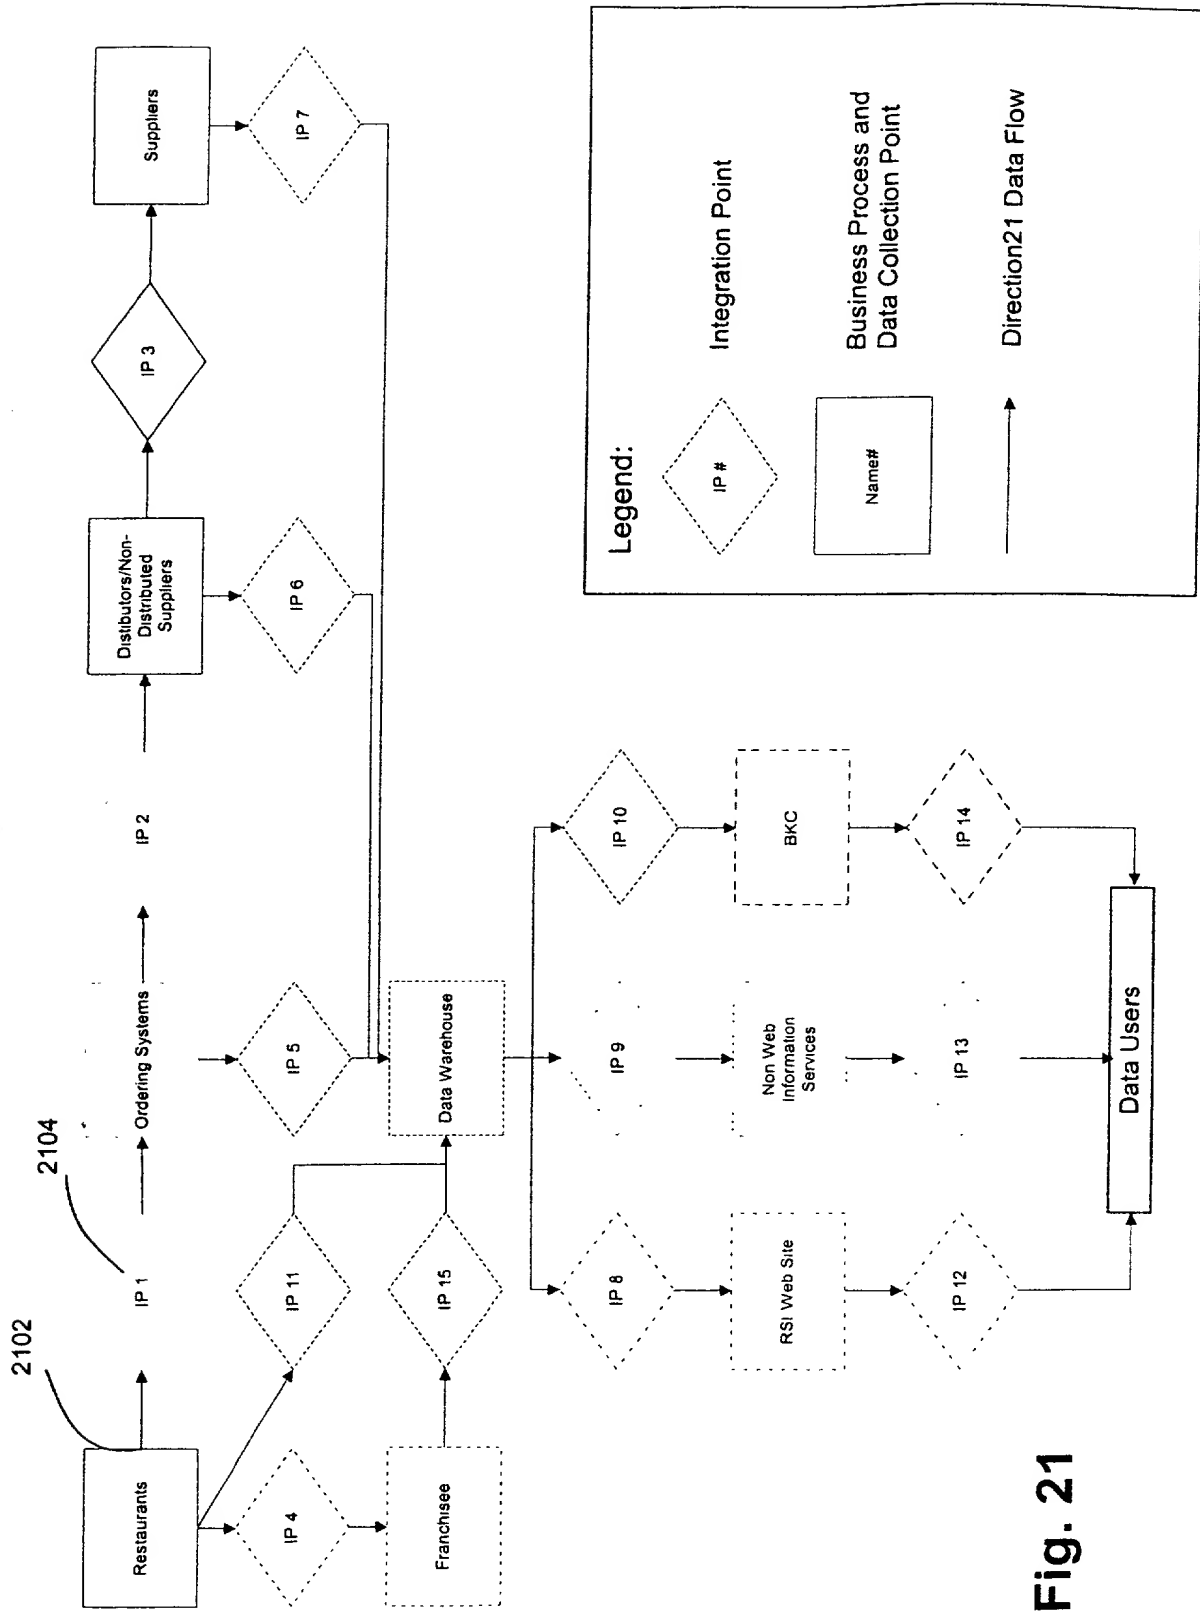 2102
2104
Restaurants
IP 1
Ordering Systems
IP 2
Distibutors/Non-
Distributed
Suppliers
IP 3
Suppliers
IP 4
IP 11
IP 5
IP 6
IP 7
Franchisee
IP 15
Data Warehouse
IP 8
IP 9
IP 10
RSI Web Site
Non Web
Information
Services
BKC
IP 12
IP 13
IP 14
Data Users
Legend:
IP #
Integration Point
Name#
Business Process and
Data Collection Point
Direction21 Data Flow
Fig. 21